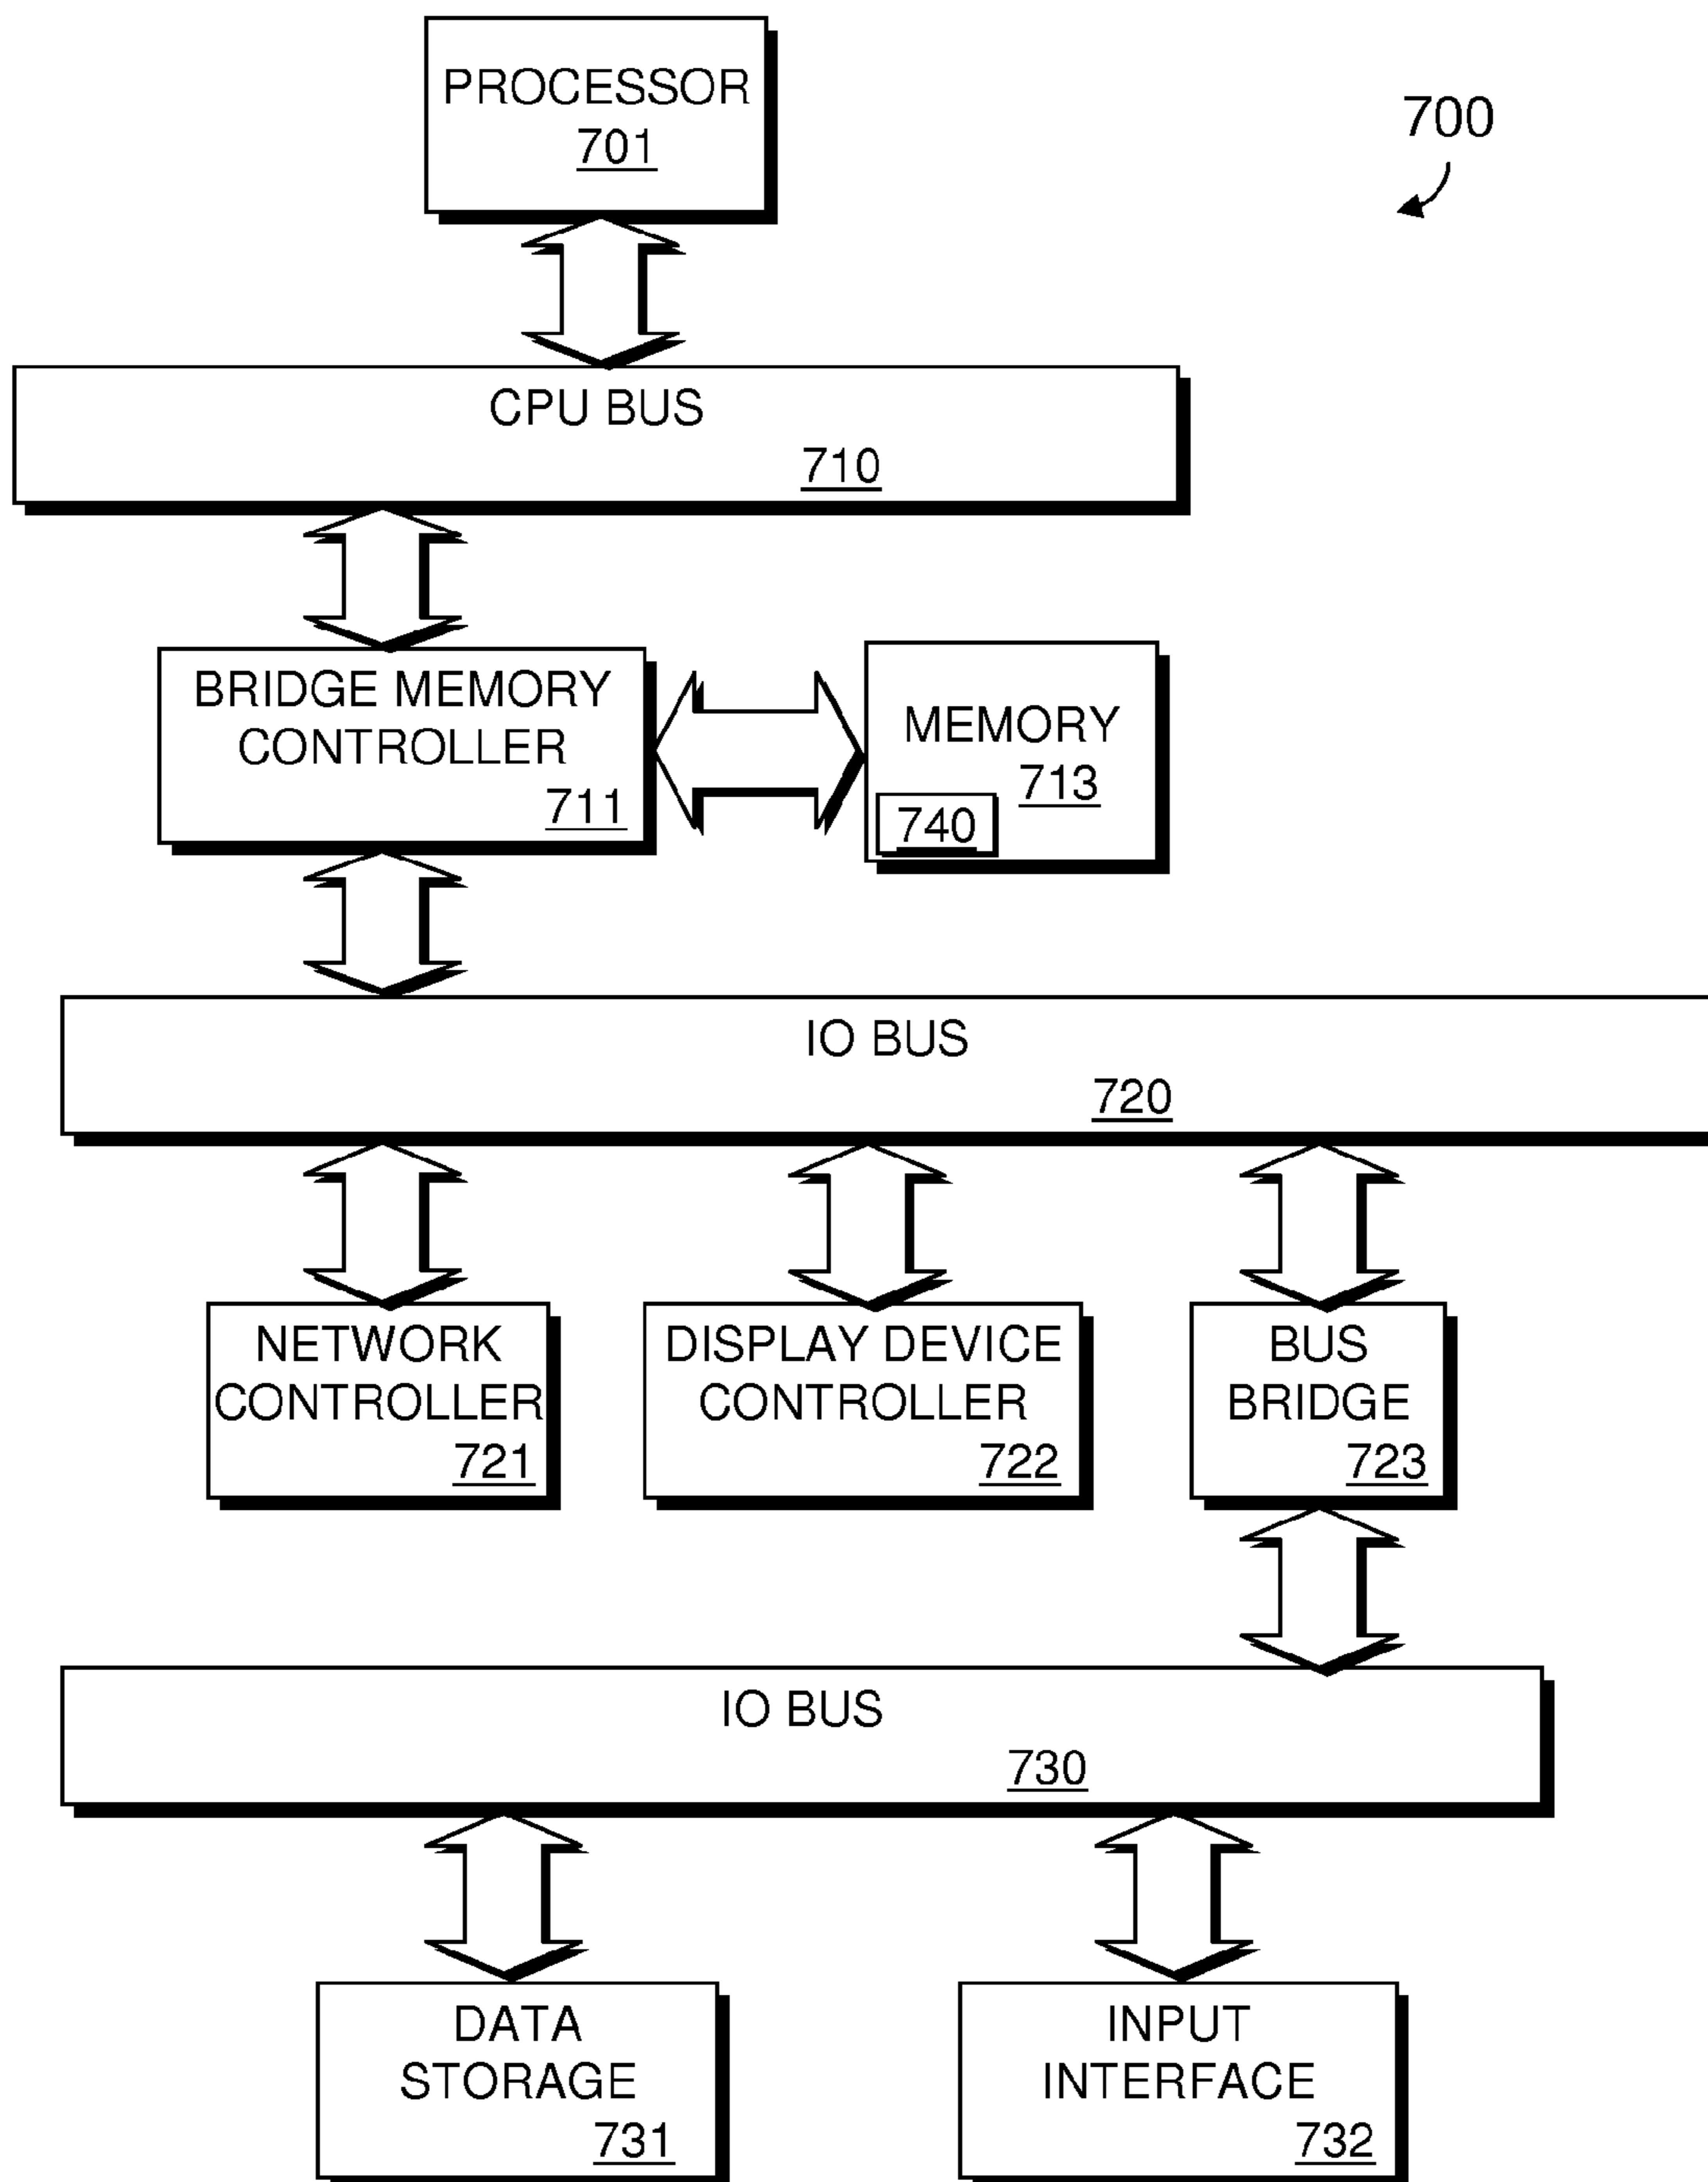 PROCESSOR
701
700
CPU BUS
710
BRIDGE MEMORY
CONTROLLER
711
MEMORY
713
740
IO BUS
720
NETWORK
CONTROLLER
721
DISPLAY DEVICE
CONTROLLER
722
BUS
BRIDGE
723
IO BUS
730
DATA
STORAGE
731
INPUT
INTERFACE
732